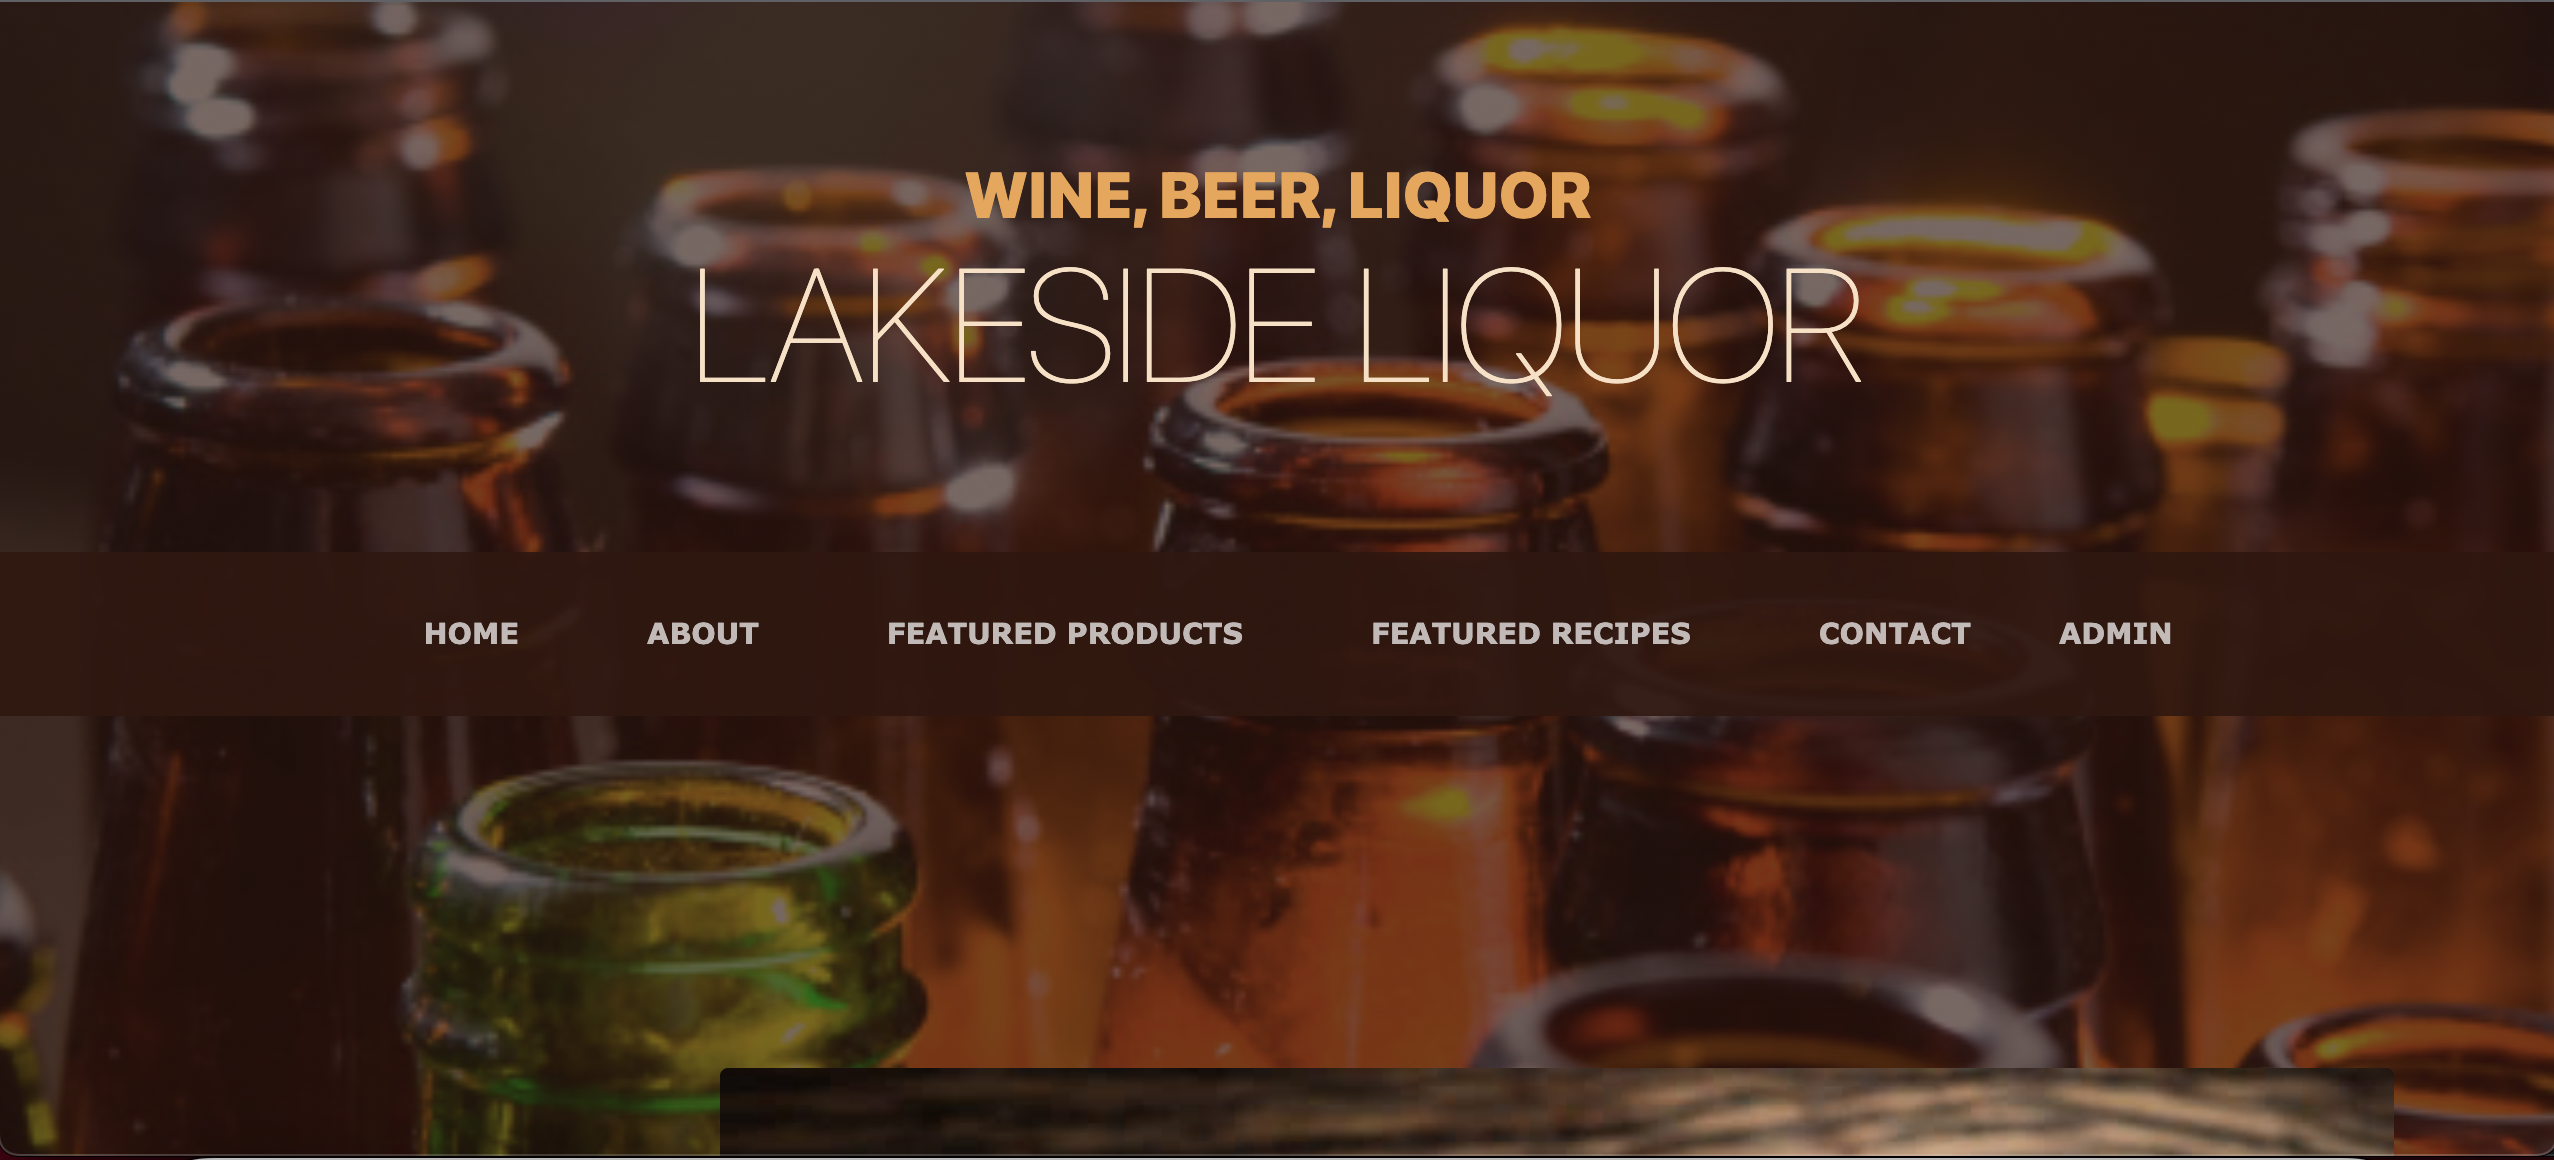 WINE, BEER, LIQUOR
LAKESIDE LIQUOR
HOME ABOUT FEATURED PRODUCTS FEATURED RECIPES CONTACT ADMIN